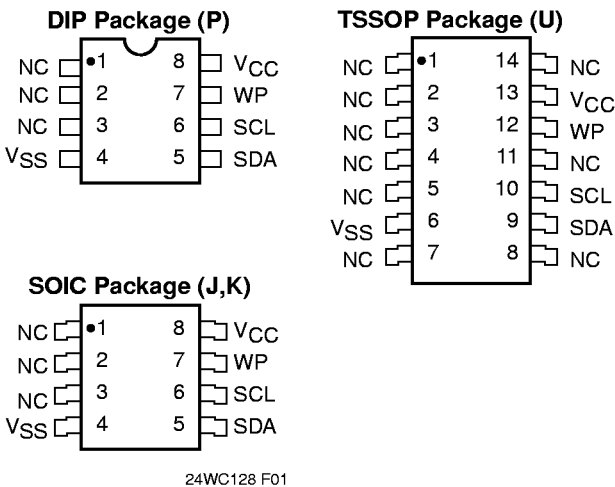 DIP Package (P)
NC 1 8 VCC
NC 2 7 WP
NC 3 6 SCL
VSS 4 5 SDA
TSSOP Package (U)
NC 1 14 NC
NC 2 13 VCC
NC 3 12 WP
NC 4 11 NC
NC 5 10 SCL
VSS 6 9 SDA
NC 7 8 NC
SOIC Package (J,K)
NC 1 8 VCC
NC 2 7 WP
NC 3 6 SCL
VSS 4 5 SDA
24WC128 F01